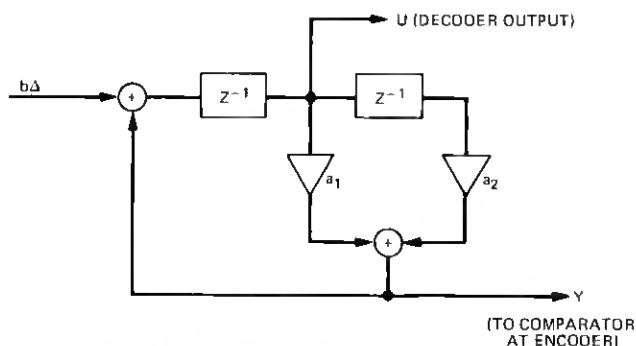 U (DECODER OUTPUT)
bΔ
+
Z⁻¹
Z⁻¹
a₁
a₂
+
Y
(TO COMPARATOR
AT ENCODER)